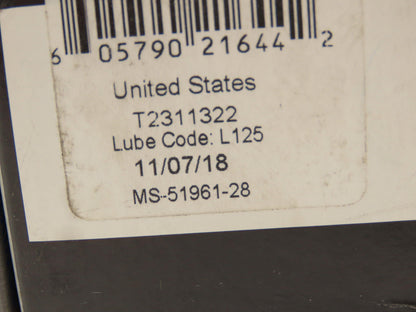 6 05790 21644 2
United States
T2311322
Lube Code: L125
11/07/18
MS-51961-28